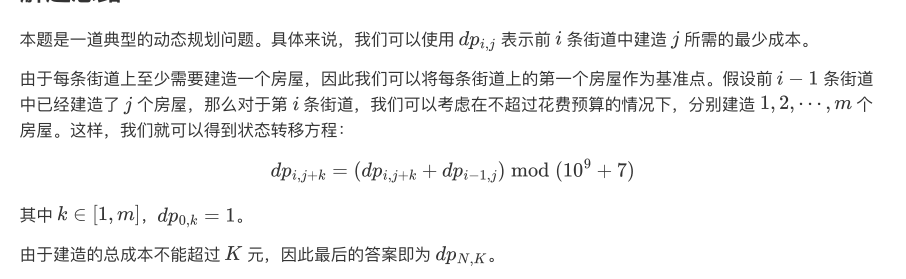 本题是一道典型的动态规划问题。具体来说，我们可以使用 dp_{i,j} 表示前 i 条街道中建造 j 所需的最少成本。
由于每条街道上至少需要建造一个房屋，因此我们可以将每条街道上的第一个房屋作为基准点。假设前 i − 1 条街道
中已经建造了 j 个房屋，那么对于第 i 条街道，我们可以考虑在不超过花费预算的情况下，分别建造 1, 2, ⋯, m 个
房屋。这样，我们就可以得到状态转移方程：
dp_{i,j+k} = (dp_{i,j+k} + dp_{i−1,j}) mod (10^9 + 7)
其中 k ∈ [1, m]，dp_{0,k} = 1。
由于建造的总成本不能超过 K 元，因此最后的答案即为 dp_{N,K}。